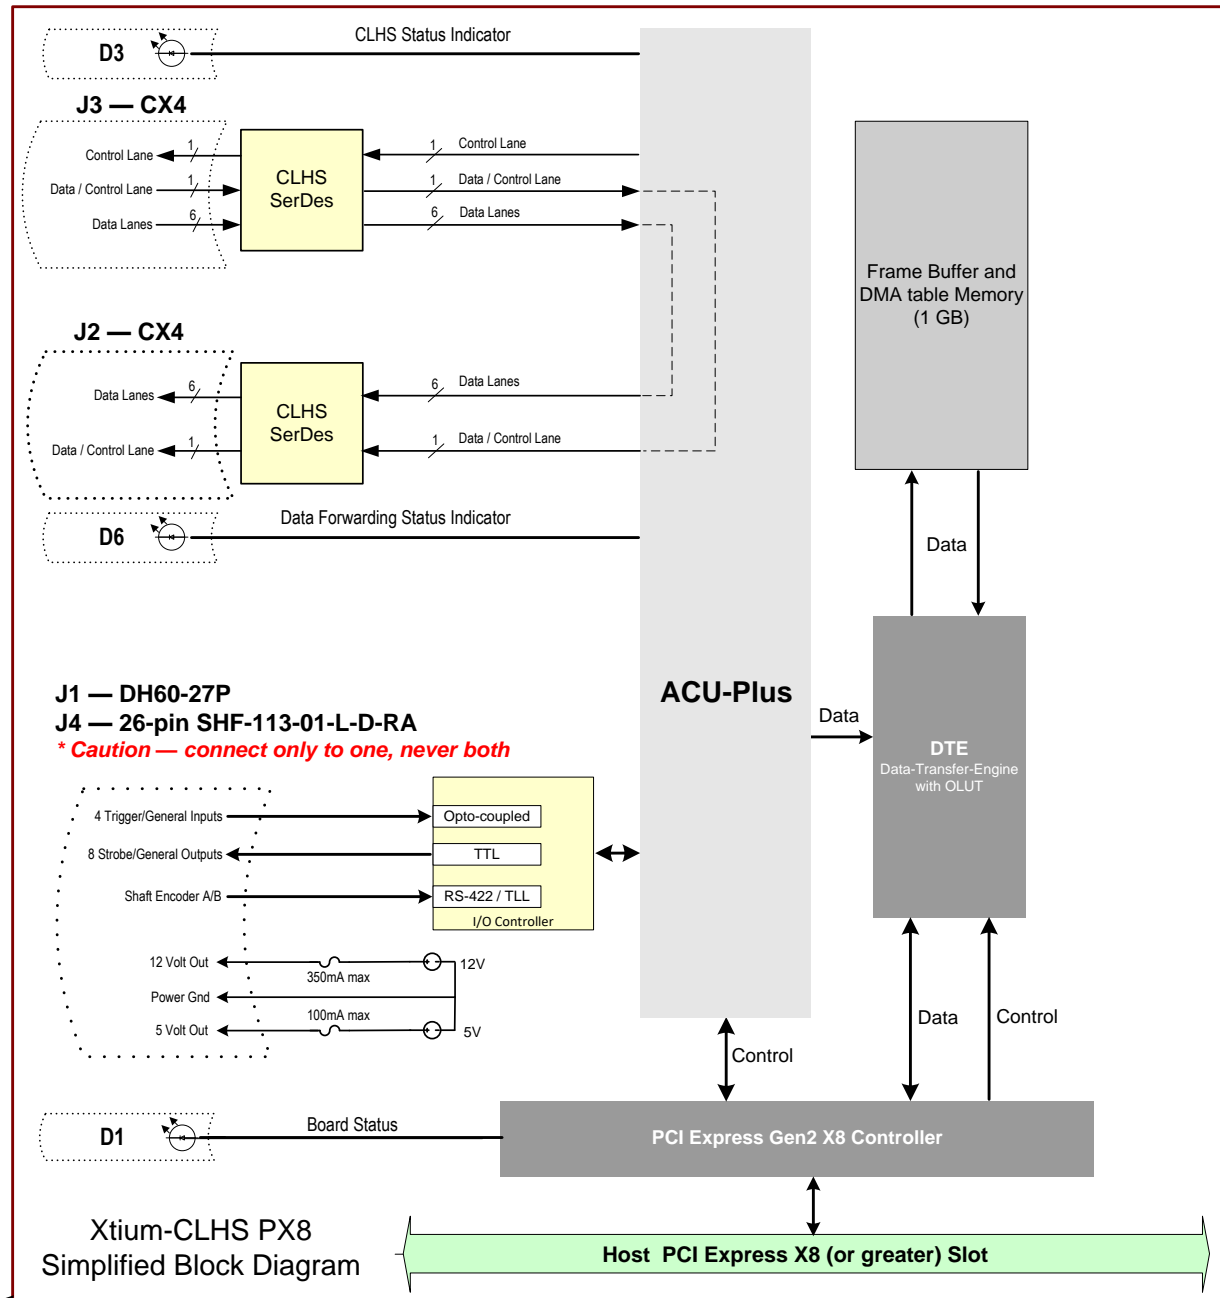 D3
CLHS Status Indicator
J3 — CX4
Control Lane
1
Data / Control Lane
1
Data Lanes
6
CLHS
SerDes
1
Control Lane
1
Data / Control Lane
6
Data Lanes
Frame Buffer and
DMA table Memory
(1 GB)
J2 — CX4
Data Lanes
6
Data / Control Lane
1
CLHS
SerDes
6
Data Lanes
1
Data / Control Lane
D6
Data Forwarding Status Indicator
Data
ACU-Plus
Data
DTE
Data-Transfer-Engine
with OLUT
J1 — DH60-27P
J4 — 26-pin SHF-113-01-L-D-RA
* Caution — connect only to one, never both
4 Trigger/General Inputs
Opto-coupled
8 Strobe/General Outputs
TTL
Shaft Encoder A/B
RS-422 / TLL
I/O Controller
12 Volt Out
350mA max
12V
Power Gnd
5 Volt Out
100mA max
5V
Control
Data
Control
D1
Board Status
PCI Express Gen2 X8 Controller
Xtium-CLHS PX8
Simplified Block Diagram
Host PCI Express X8 (or greater) Slot